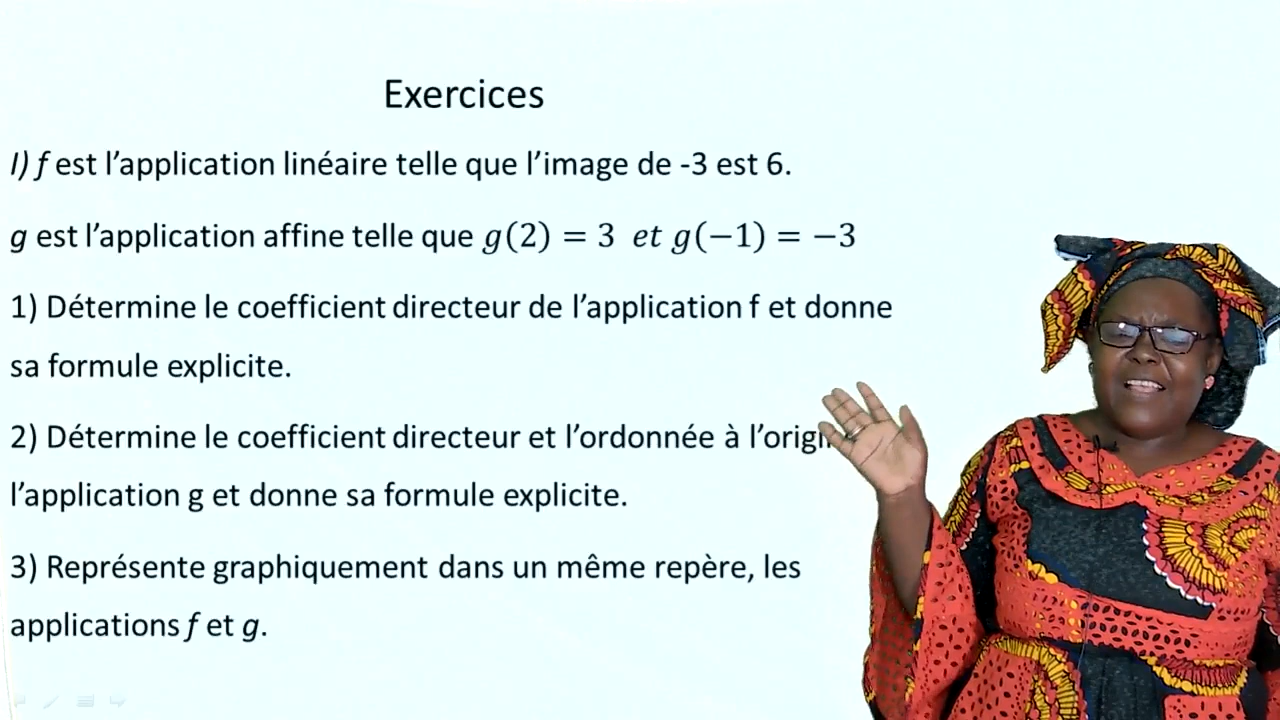 Exercices
I) f est l’application linéaire telle que l’image de -3 est 6.
g est l’application affine telle que g(2) = 3 et g(−1) = −3
1) Détermine le coefficient directeur de l’application f et donne
sa formule explicite.
2) Détermine le coefficient directeur et l’ordonnée à
l’application g et donne sa formule explicite.
3) Représente graphiquement dans un même repère, les
applications f et g.